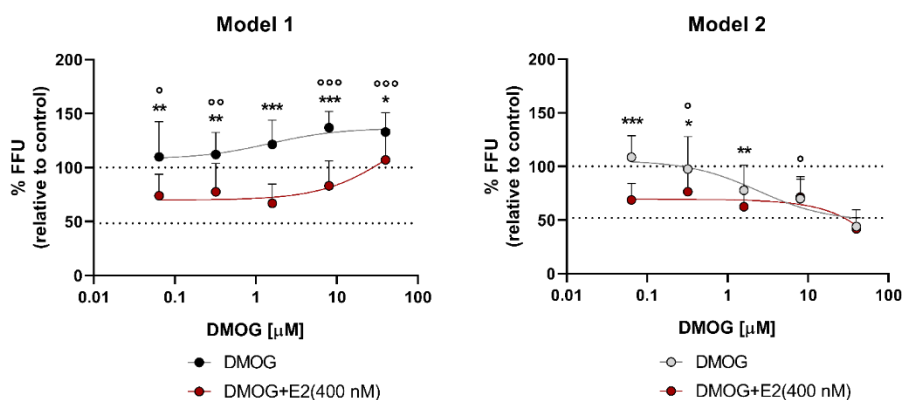 Model 1
% FFU
(relative to control)
200
150
100
50
0
° ** °° ** *** °°° *** °°° *
0.01 0.1 1 10 100
DMOG [μM]
DMOG
DMOG+E2(400 nM)
Model 2
% FFU
(relative to control)
200
150
100
50
0
*** ° * ** °
0.01 0.1 1 10 100
DMOG [μM]
DMOG
DMOG+E2(400 nM)